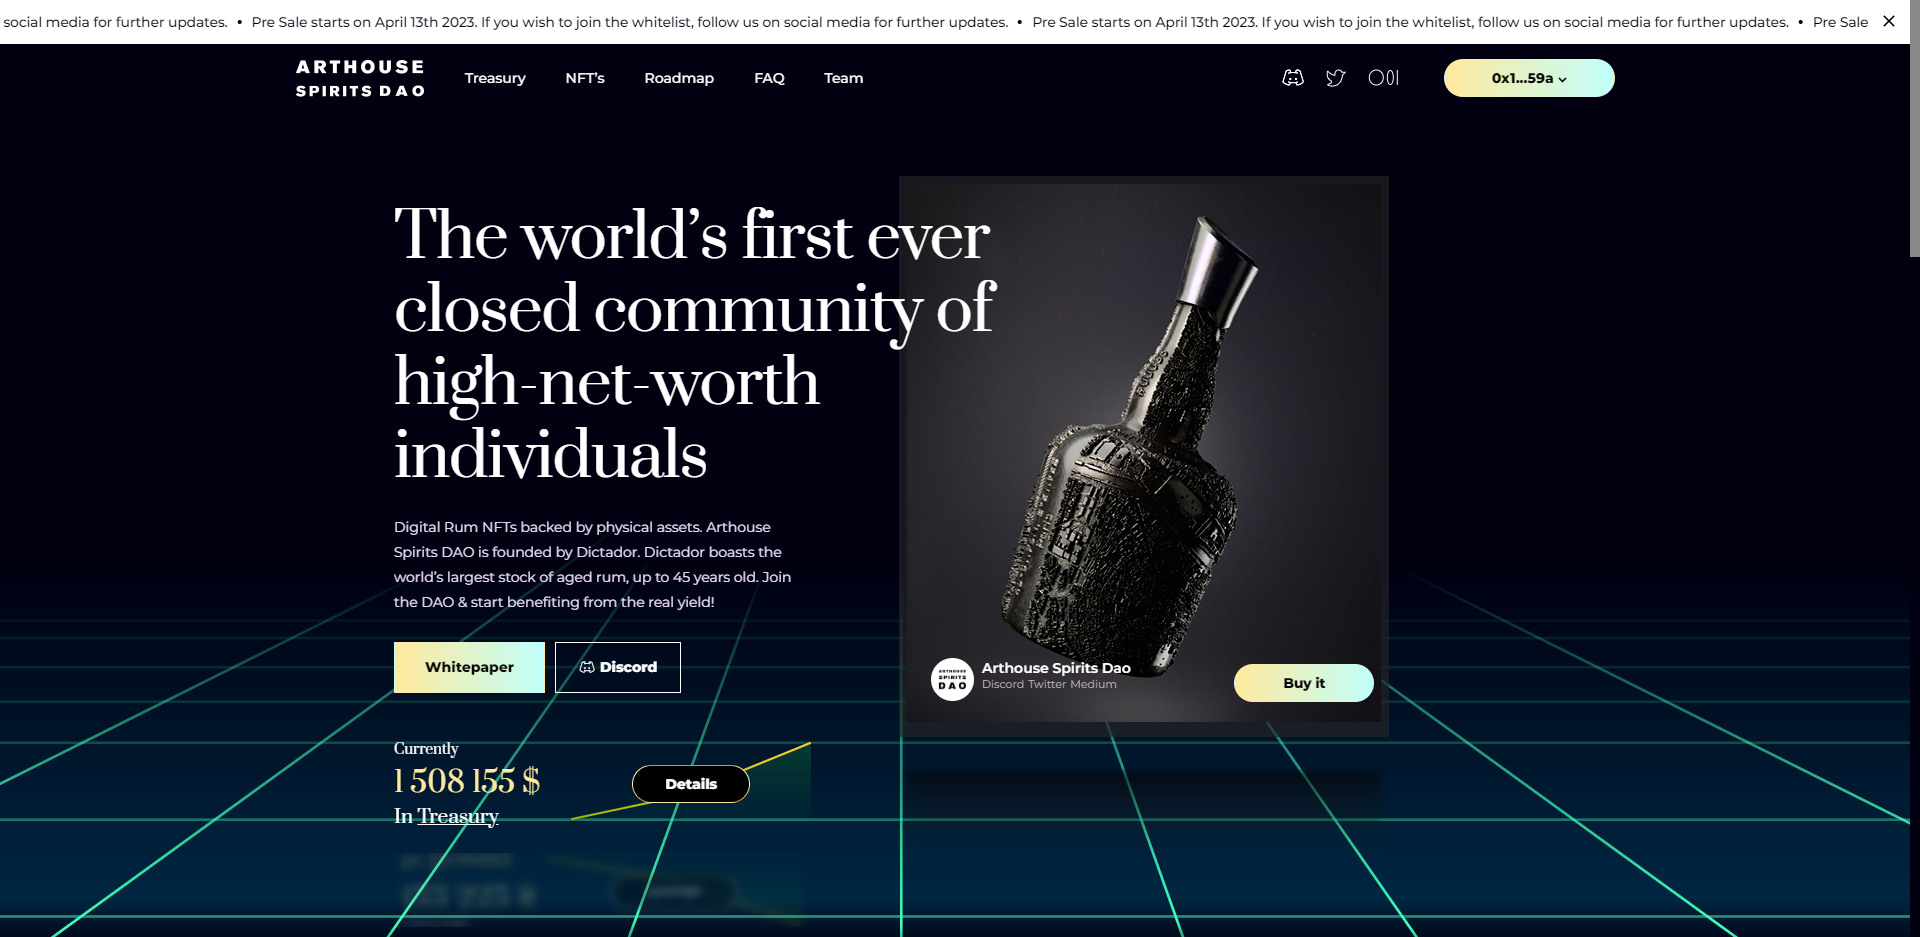 social media for further updates. • Pre Sale starts on April 13th 2023. If you wish to join the whitelist, follow us on social media for further updates. • Pre Sale starts on April 13th 2023. If you wish to join the whitelist, follow us on social media for further updates. • Pre Sale
ARTHOUSE
SPIRITS DAO
Treasury NFT’s Roadmap FAQ Team
0x1...59a
The world’s first ever
closed community of
high-net-worth
individuals
Digital Rum NFTs backed by physical assets. Arthouse
Spirits DAO is founded by Dictador. Dictador boasts the
world’s largest stock of aged rum, up to 45 years old. Join
the DAO & start benefiting from the real yield!
Whitepaper
Discord
ARTHOUSE
SPIRITS
DAO
Arthouse Spirits Dao
Discord Twitter Medium
Buy it
Currently
1 508 155 $
In Treasury
Details